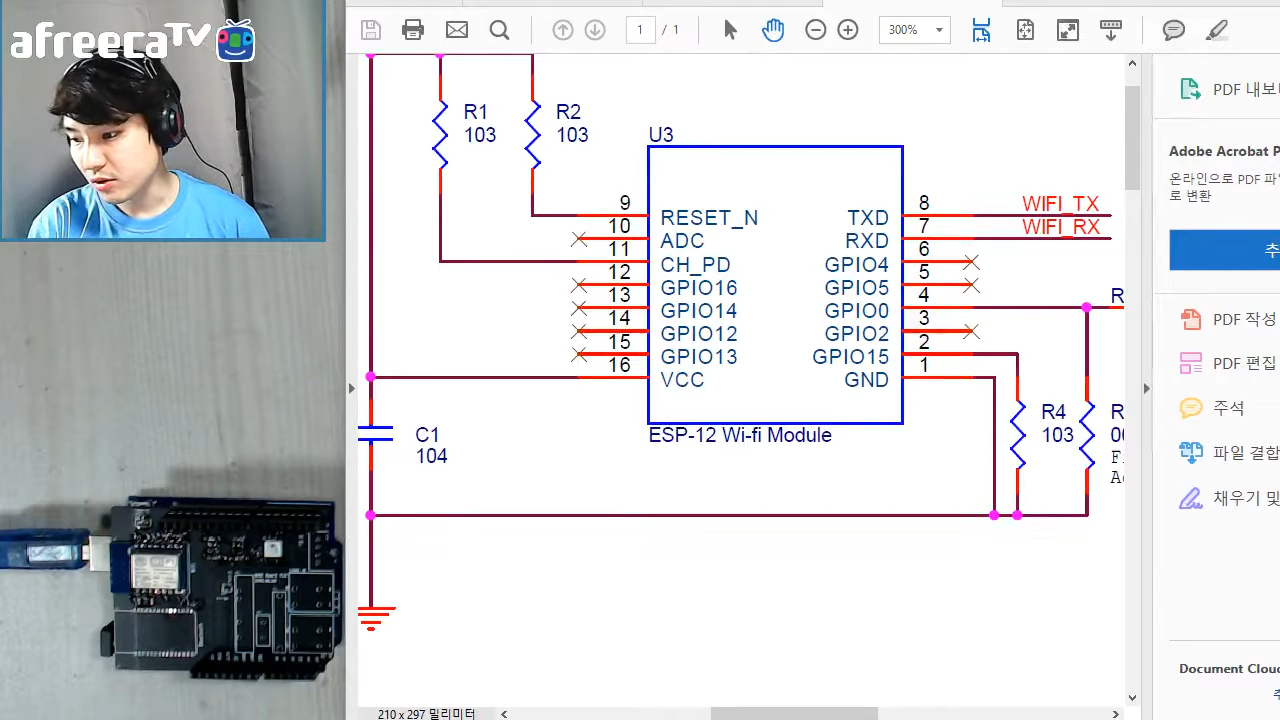 afreecaTV
1 / 1
300%
R1
103
R2
103
U3
9
RESET_N
10
ADC
11
CH_PD
12
GPIO16
13
GPIO14
14
GPIO12
15
GPIO13
16
VCC
TXD
8
WIFI_TX
RXD
7
WIFI_RX
GPIO4
6
GPIO5
5
GPIO0
4
GPIO2
3
GPIO15
2
GND
1
ESP-12 Wi-fi Module
C1
104
R4
103
R
210 x 297 밀리미터
PDF 내보
Adobe Acrobat P
온라인으로 PDF 파
로 변환
PDF 작성
PDF 편집
주석
파일 결합
채우기 및
Document Cloud